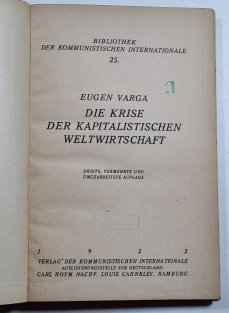 BIBLIOTHEK
DER KOMMUNISTISCHEN INTERNATIONALE
25.
EUGEN VARGA
DIE KRISE
DER KAPITALISTISCHEN
WELTWIRTSCHAFT
ZWEITE, VERMEHRTE UND
UMGEARBEITETE AUFLAGE
1 9 2 2
VERLAG DER KOMMUNISTISCHEN INTERNATIONALE
AUSLIEFERUNGSSTELLE FÜR DEUTSCHLAND:
CARL HOYM NACHF. LOUIS CAHNBLEY, HAMBURG